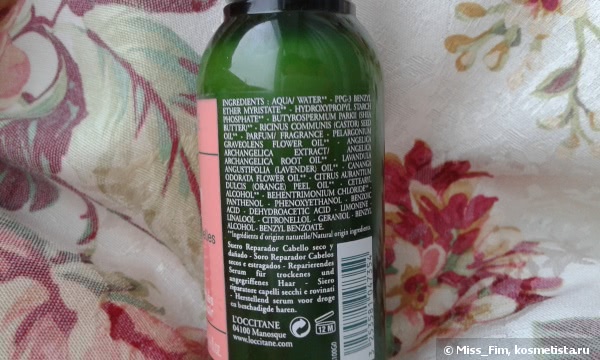 INGREDIENTS : AQUA/ WATER** - PPG-3 BENZYL
ETHER MYRISTATE** - HYDROXYPROPYL STARCH
PHOSPHATE** - BUTYROSPERMUM PARKII (SHEA
BUTTER)** - RICINUS COMMUNIS (CASTOR) SEED
OIL** - PARFUM/ FRAGRANCE - PELARGONIUM
GRAVEOLENS FLOWER OIL** - ANGELICA
ARCHANGELICA EXTRACT/ ANGELICA
ARCHANGELICA ROOT OIL** - LAVANDULA
ANGUSTIFOLIA (LAVENDER) OIL** - CANANGA
ODORATA FLOWER OIL** - CITRUS AURANTIUM
DULCIS (ORANGE) PEEL OIL** - CETEARYL
ALCOHOL** - BEHENTRIMONIUM CHLORIDE** -
PANTHENOL - PHENOXYETHANOL - BENZOIC
ACID - DEHYDROACETIC ACID - LIMONENE -
LINALOOL - CITRONELLOL - GERANIOL - BENZYL
ALCOHOL - BENZYL BENZOATE.
**Ingrédients d'origine naturelle/Natural origin ingredients
Suero Reparador Cabello seco y
dañado - Soro Reparador Cabelos
secos e estragados - Reparierendes
Serum für trockenes und
angegriffenes Haar - Siero
riparatore capelli secchi e rovinati
- Herstellend serum voor droge
en beschadigde haren.
L'OCCITANE
04100 Manosque
www.loccitane.com
12 M
© Miss_Fim, kosmetista.ru